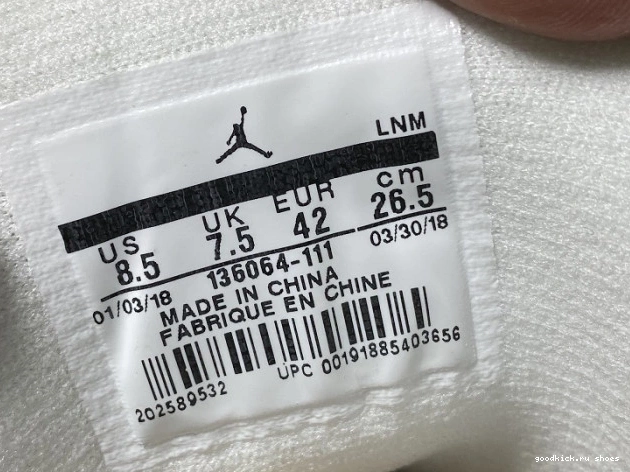 LNM
US UK EUR cm
8.5 7.5 42 26.5
01/03/18 136064-111 03/30/18
MADE IN CHINA
FABRIQUE EN CHINE
202589532 UPC 00191885403656
goodkick.ru shoes